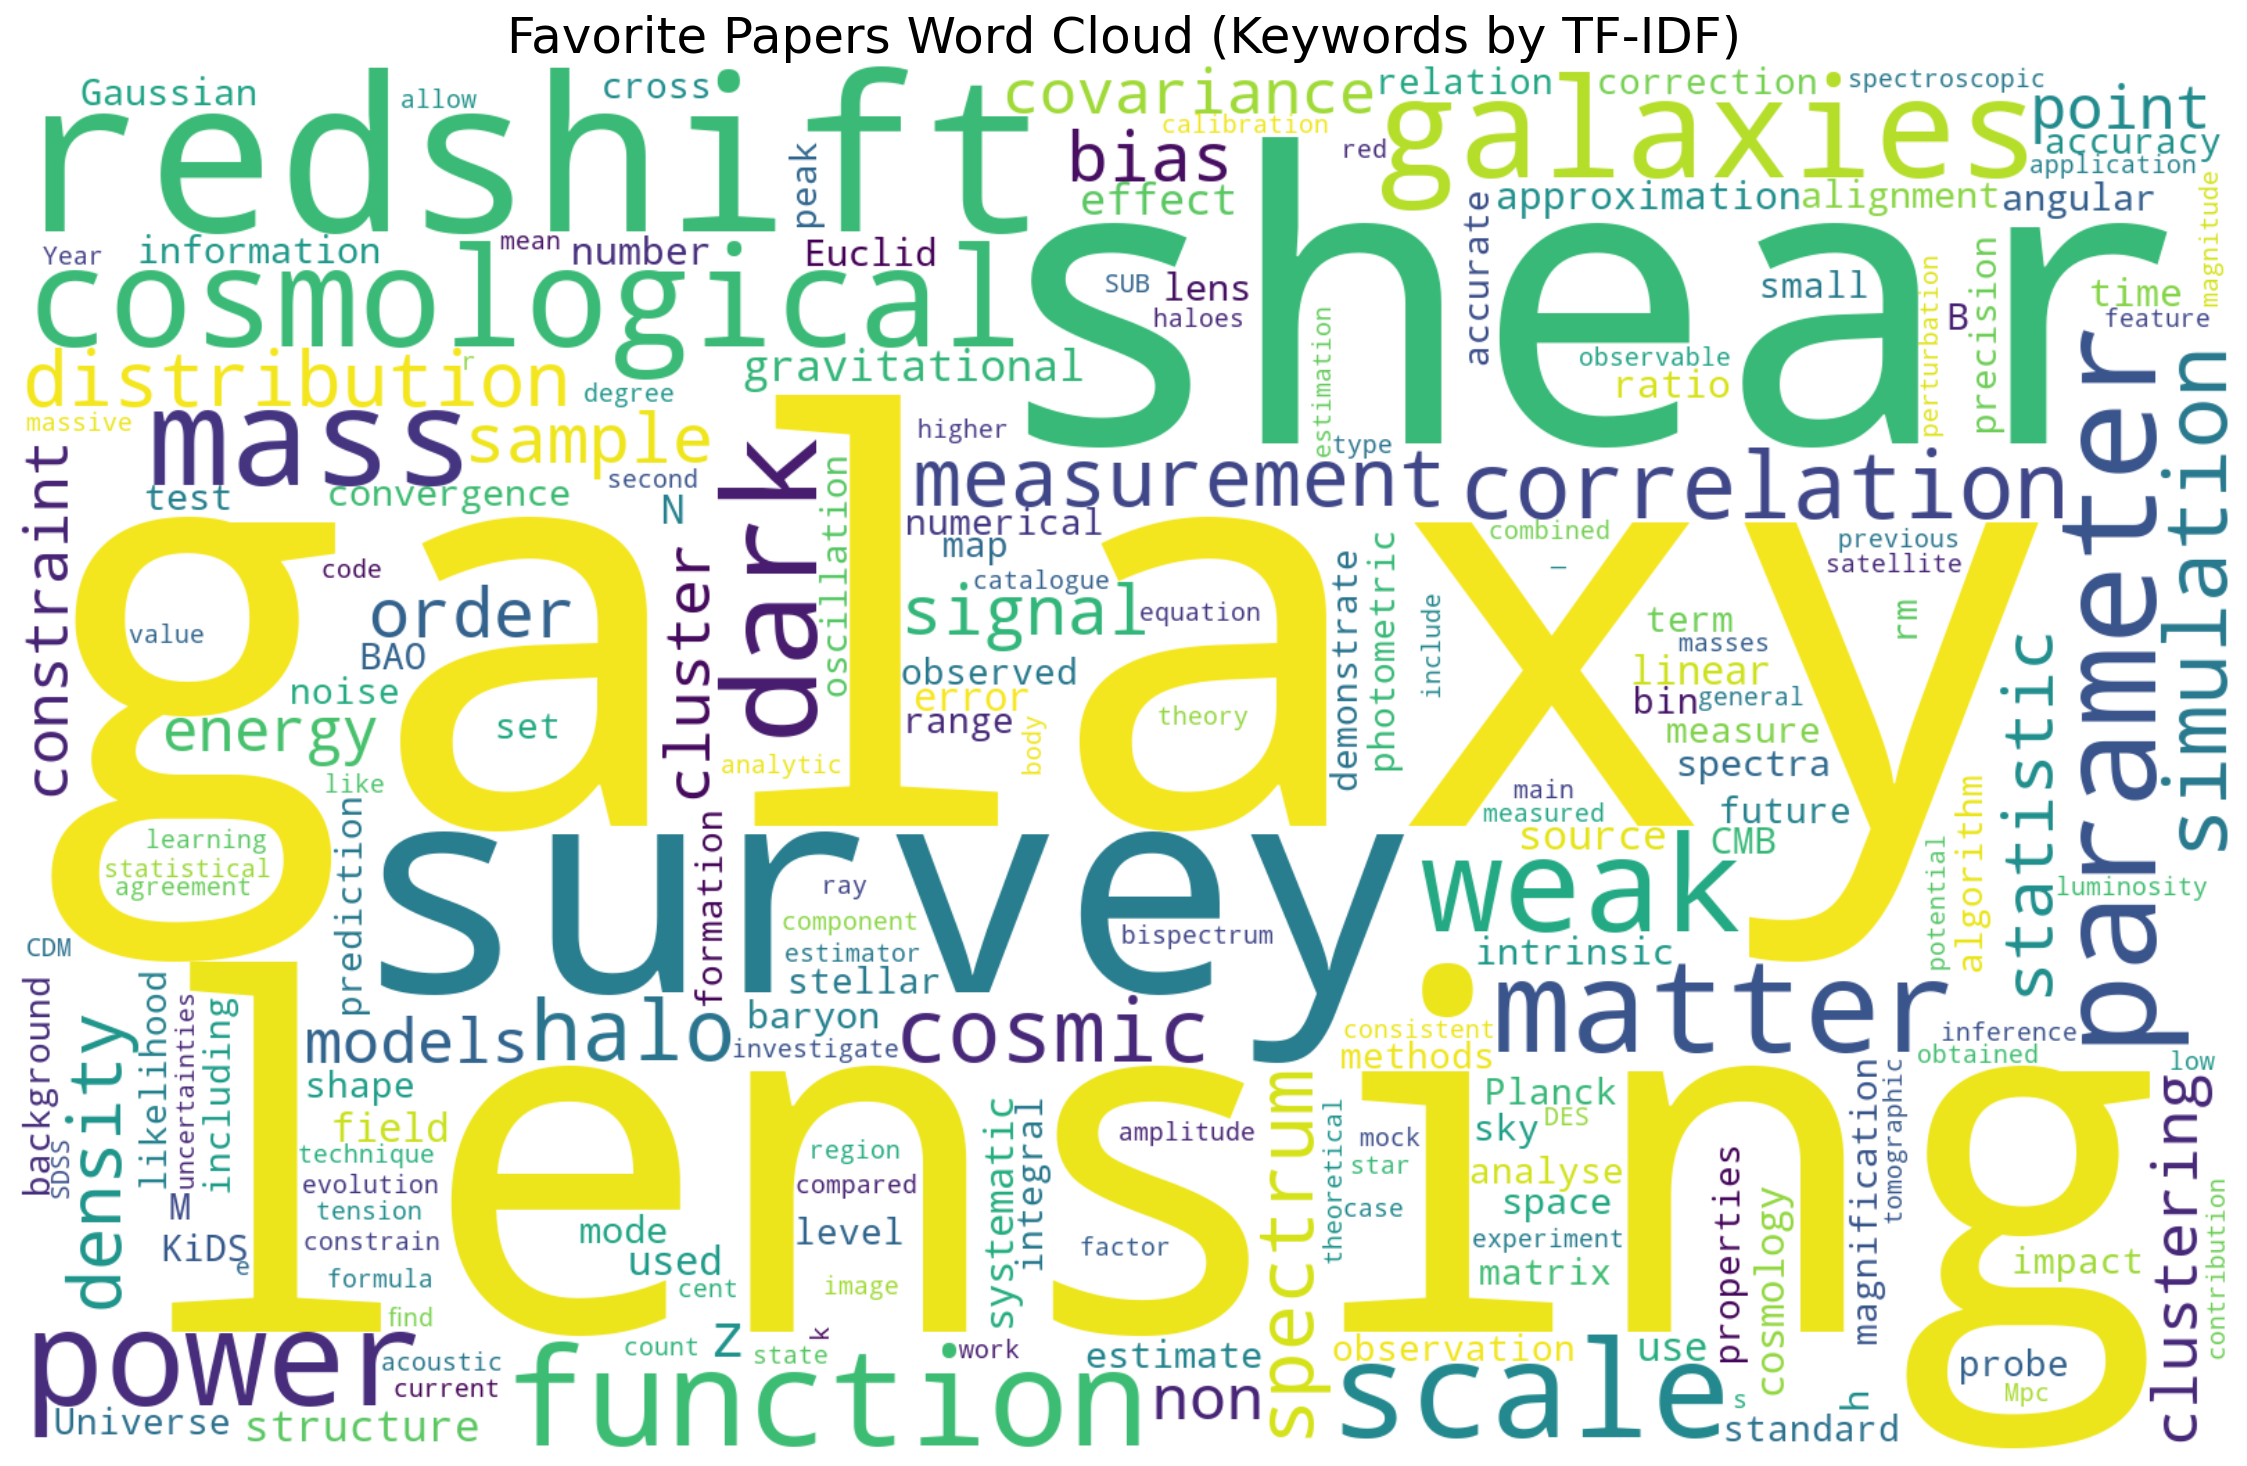 Favorite Papers Word Cloud (Keywords by TF-IDF)
Gaussian
allow
cross
covariance
relation
correction
spectroscopic
redshift
calibration
galaxies
point
accuracy
application
peak
bias
red
effect
approximation
alignment
angular
magnitude
Year
information
mean
number
Euclid
shear
accurate
cosmological
SUB
lens
haloes
small
B
precision
time
feature
perturbation
distribution
r
degree
gravitational
estimation
observable
ratio
massive
mass
sample
higher
type
parameter
simulation
constraint
test
convergence
second
N
dark
oscillation
measurement
correlation
numerical
map
catalogue
combined
–
previous
satellite
galaxy
code
value
order
BAO
cluster
signal
equation
demonstrate
photometric
include
term
masses
rm
noise
energy
set
observed
error
range
theory
body
linear
bin
general
measure
spectra
statistic
like
analytic
main
measured
future
source
CMB
algorithm
learning
statistical
agreement
prediction
survey
formation
ray
component
estimator
stellar
bispectrum
weak
intrinsic
potential
luminosity
CDM
background
density
likelihood
uncertainties
including
models
halo
baryon
investigate
cosmic
consistent
methods
matter
inference
obtained
low
lensing
shape
field
technique
evolution
tension
constrain
formula
find
SDSS
M
KiDS
e
mode
used
cent
region
compared
level
image
systematic
integral
amplitude
factor
spectrum
theoretical
mock
star
case
Planck
sky
DES
analyse
space
experiment
matrix
properties
cosmology
magnification
tomographic
impact
clustering
contribution
power
acoustic
current
Universe
structure
function
count
z
state
k
work
estimate
non
observation
scale
use
s
standard
h
probe
Mpc